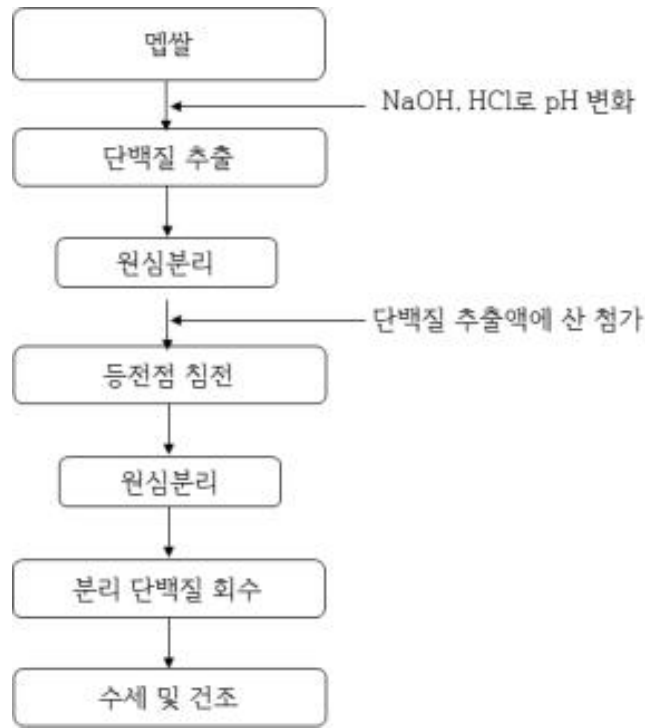 멥쌀
NaOH, HCl로 pH 변화
단백질 추출
원심분리
단백질 추출액에 산 첨가
등전점 침전
원심분리
분리 단백질 회수
수세 및 건조